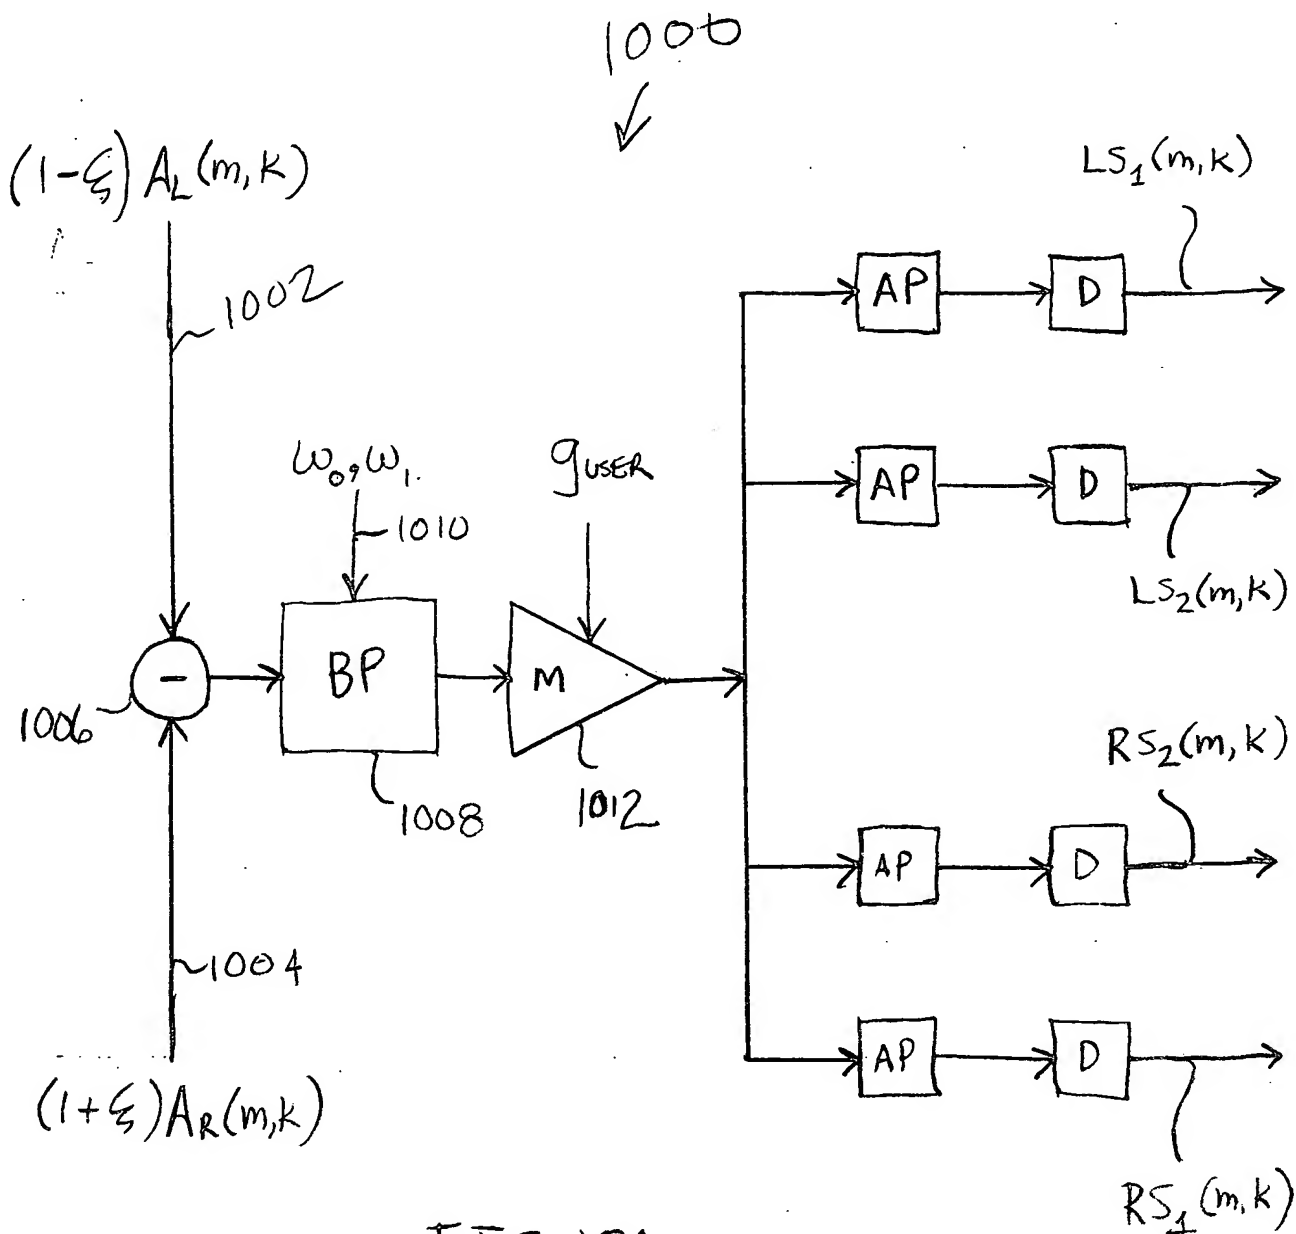 1000
(1-ξ) A_L(m,k)
LS_1(m,k)
1002
AP D
ω_0, ω_1
g_USER
AP D
1010
LS_2(m,k)
BP
M
-
1006
1008
1012
RS_2(m,k)
AP D
1004
AP D
(1+ξ)A_R(m,k)
RS_1(m,k)